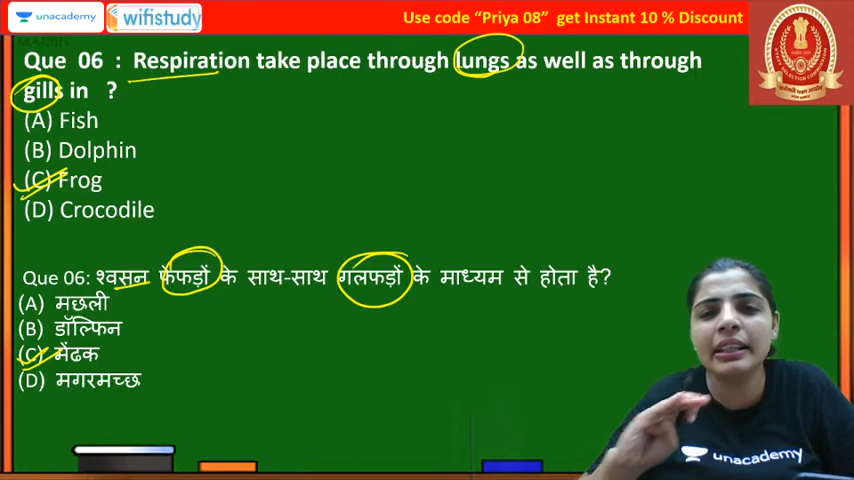 unacademy
wifistudy
Use code “Priya 08” get Instant 10 % Discount
Que 06 : Respiration take place through lungs as well as through
gills in ?
(A) Fish
(B) Dolphin
(C) Frog
(D) Crocodile
Que 06: श्वसन फेफड़ों के साथ-साथ गलफड़ों के माध्यम से होता है?
(A) मछली
(B) डॉल्फिन
(C) मेंढक
(D) मगरमच्छ
unacademy